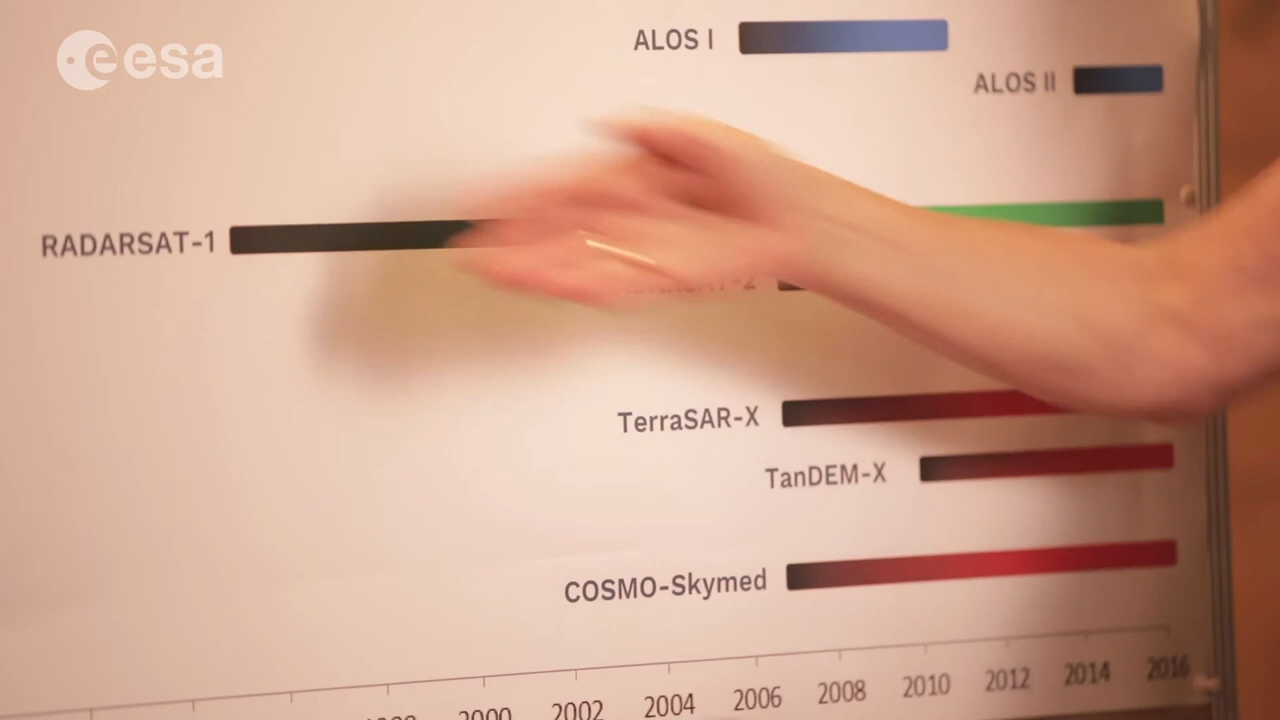 esa
ALOS I
ALOS II
RADARSAT-1
TerraSAR-X
TanDEM-X
COSMO-Skymed
2000 2002 2004 2006 2008 2010 2012 2014 2016